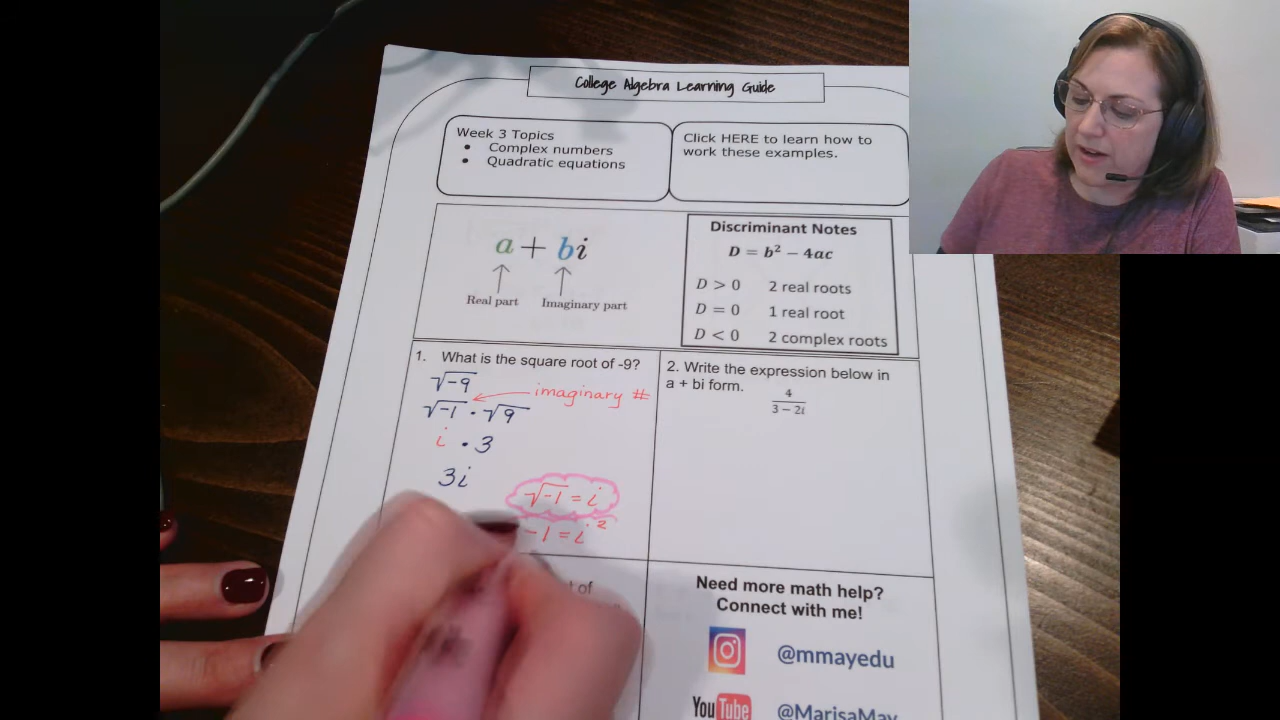 College Algebra Learning Guide
Week 3 Topics
• Complex numbers
• Quadratic equations
Click HERE to learn how to
work these examples.
a + bi
Real part Imaginary part
Discriminant Notes
D = b² − 4ac
D > 0 2 real roots
D = 0 1 real root
D < 0 2 complex roots
1. What is the square root of -9?
√-9
imaginary #
√-1 · √9
i · 3
3i
√-1 = i
-1 = i²
2. Write the expression below in
a + bi form.
4
3 − 2i
of
Need more math help?
Connect with me!
@mmayedu
YouTube @MarisaMay